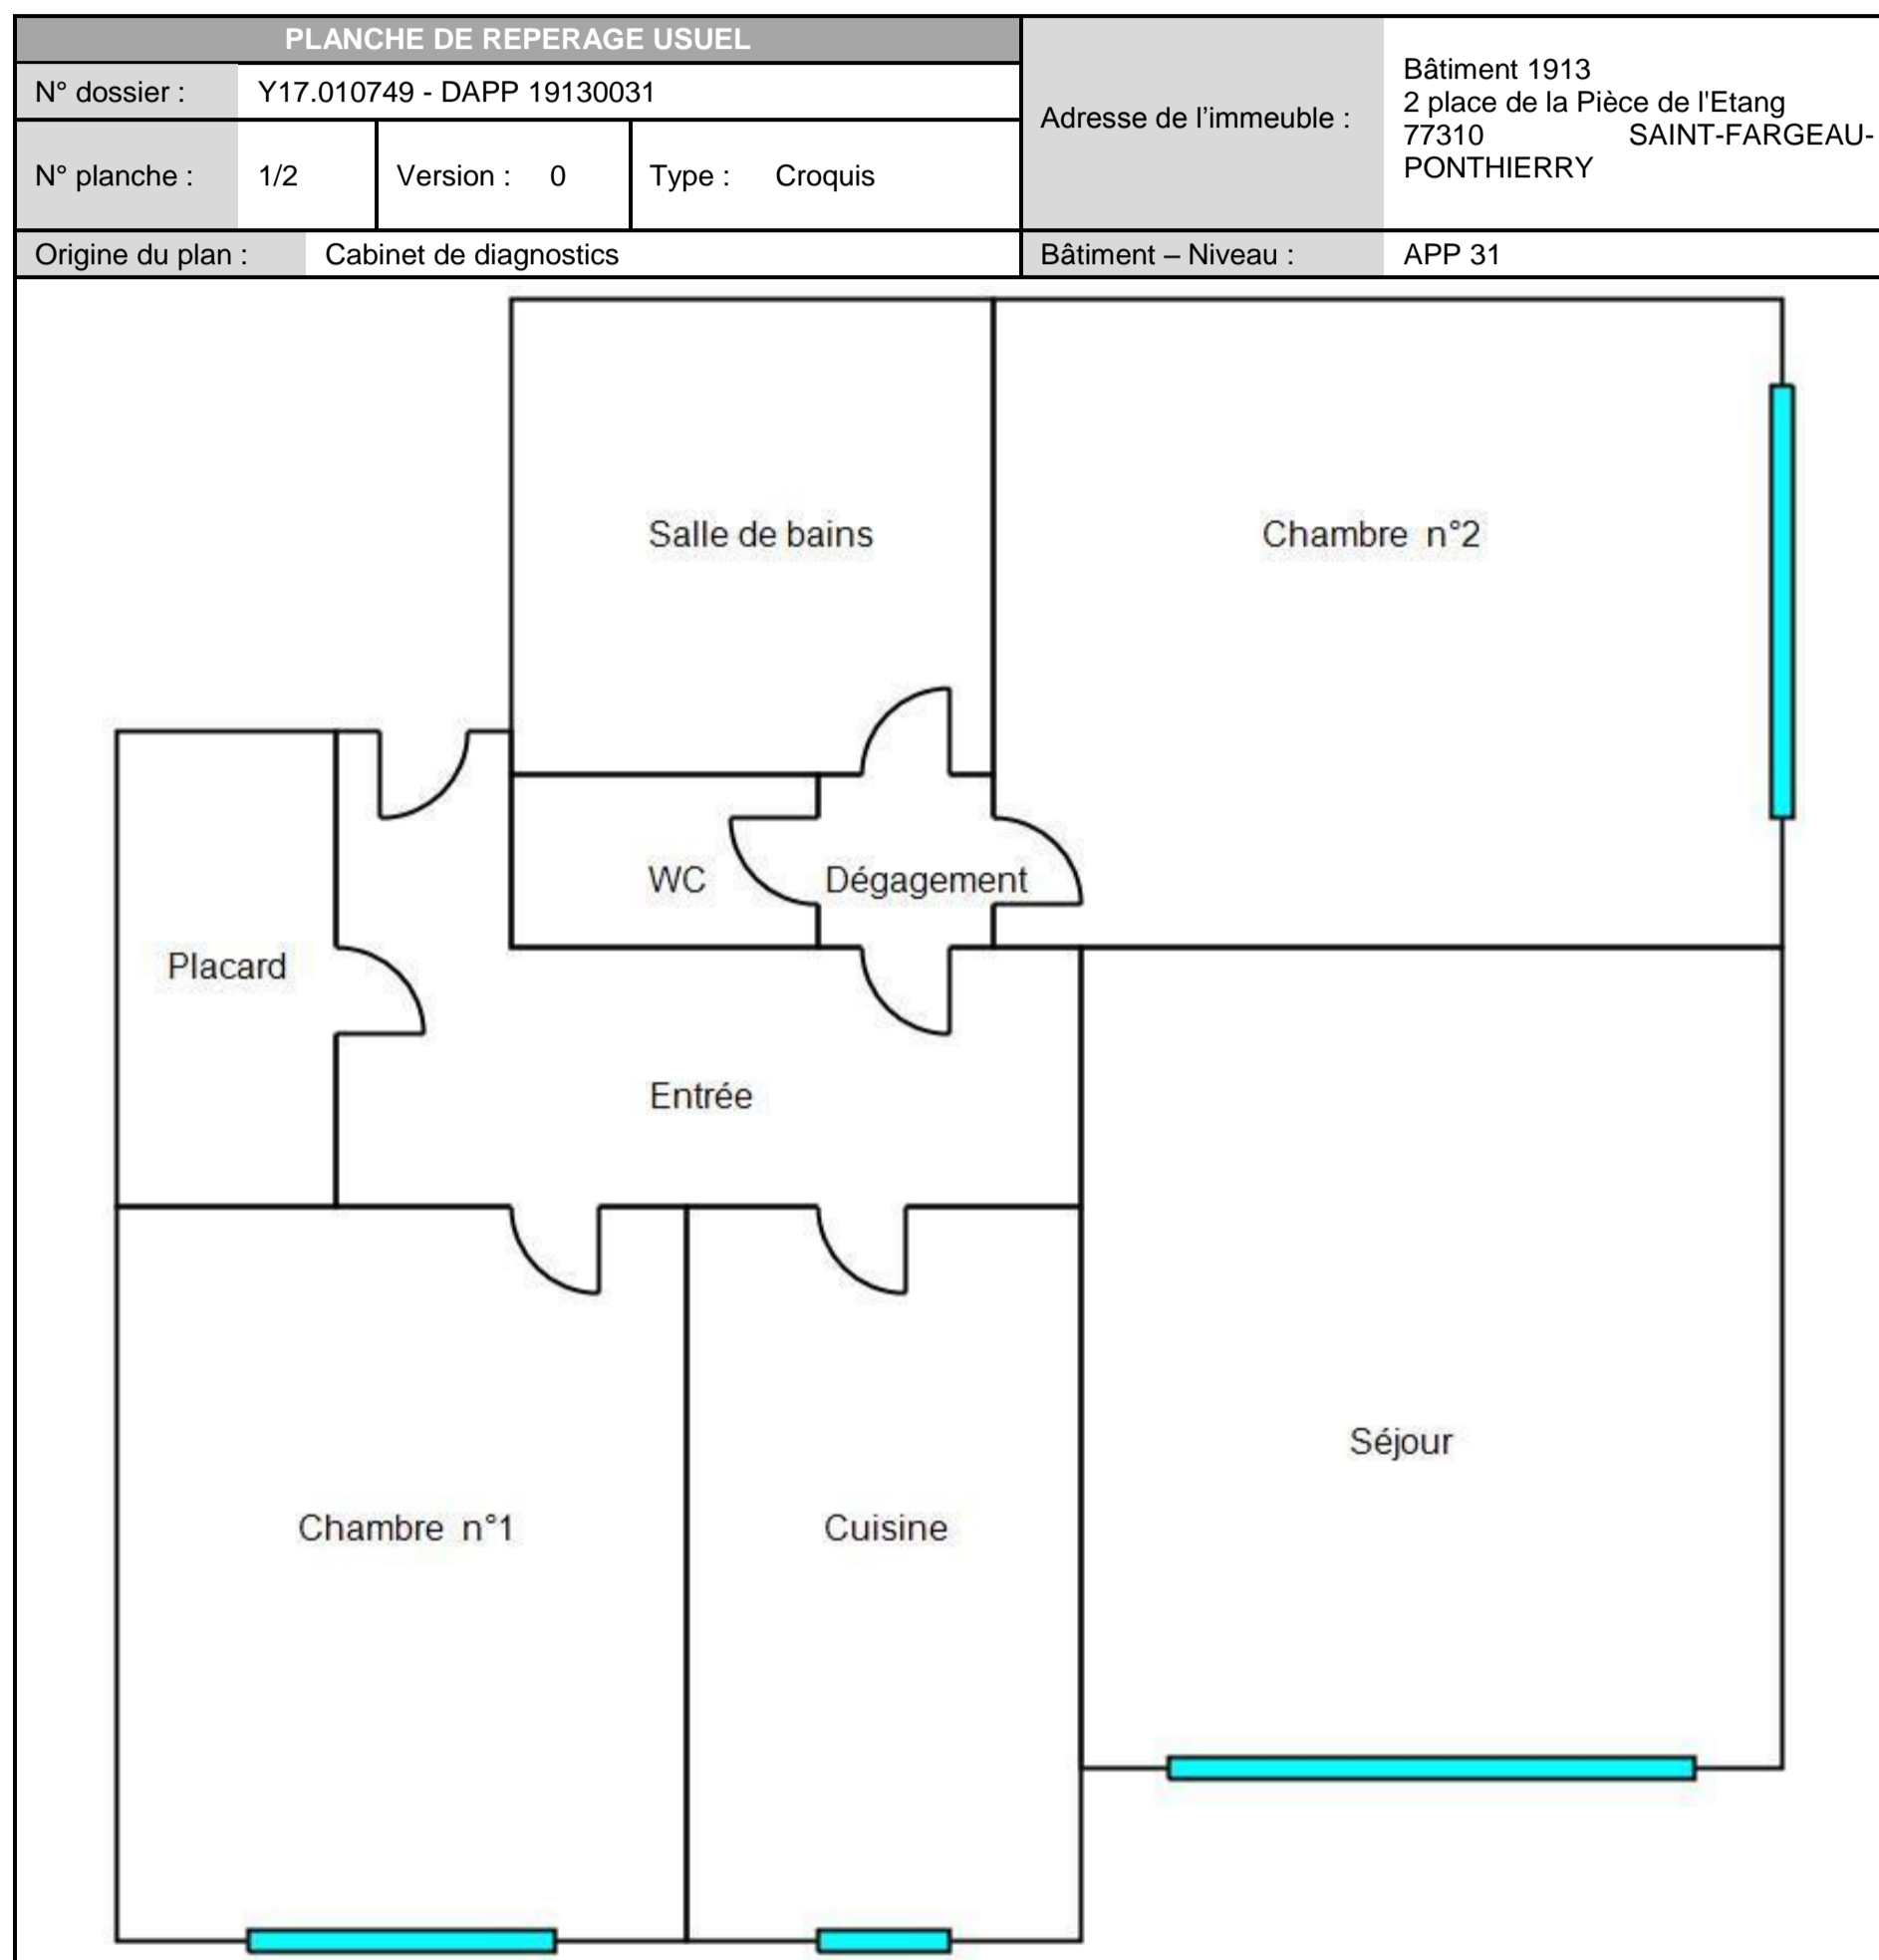 PLANCHE DE REPERAGE USUEL
N° dossier : Y17.010749 - DAPP 19130031
N° planche : 1/2 Version : 0 Type : Croquis
Origine du plan : Cabinet de diagnostics
Adresse de l’immeuble :
Bâtiment 1913
2 place de la Pièce de l'Etang
77310 SAINT-FARGEAU-
PONTHIERRY
Bâtiment – Niveau : APP 31
Salle de bains
Chambre n°2
WC
Dégagement
Placard
Entrée
Séjour
Chambre n°1
Cuisine